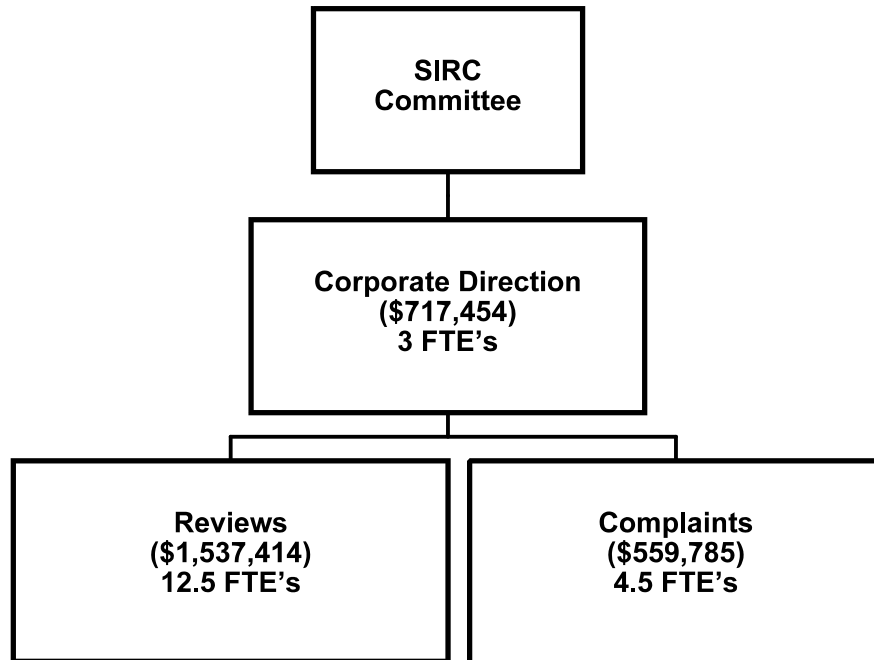 SIRC
Committee
Corporate Direction
($717,454)
3 FTE’s
Reviews
($1,537,414)
12.5 FTE’s
Complaints
($559,785)
4.5 FTE’s